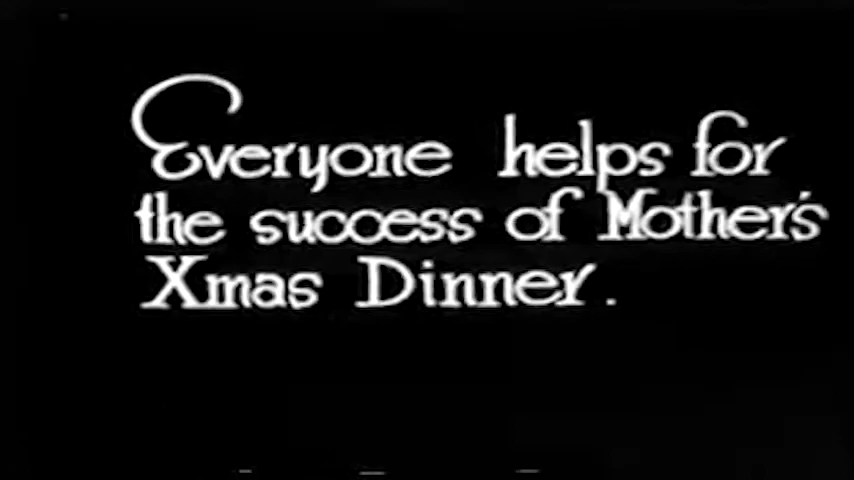 Everyone helps for
the success of Mother's
Xmas Dinner.